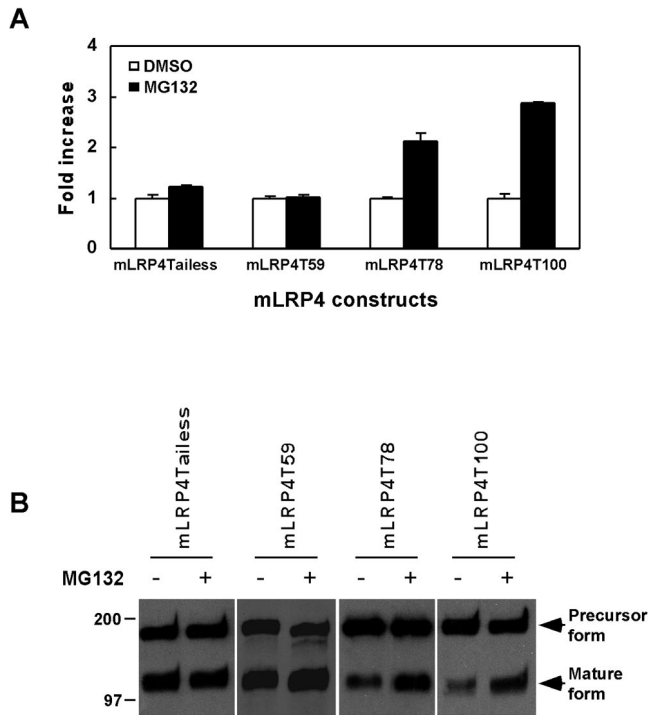 A
Fold increase
4
3
2
1
0
DMSO
MG132
mLRP4Tailess mLRP4T59 mLRP4T78 mLRP4T100
mLRP4 constructs
B
mLRP4Tailess mLRP4T59 mLRP4T78 mLRP4T100
MG132 - + - + - + - +
200
97
Precursor
form
Mature
form